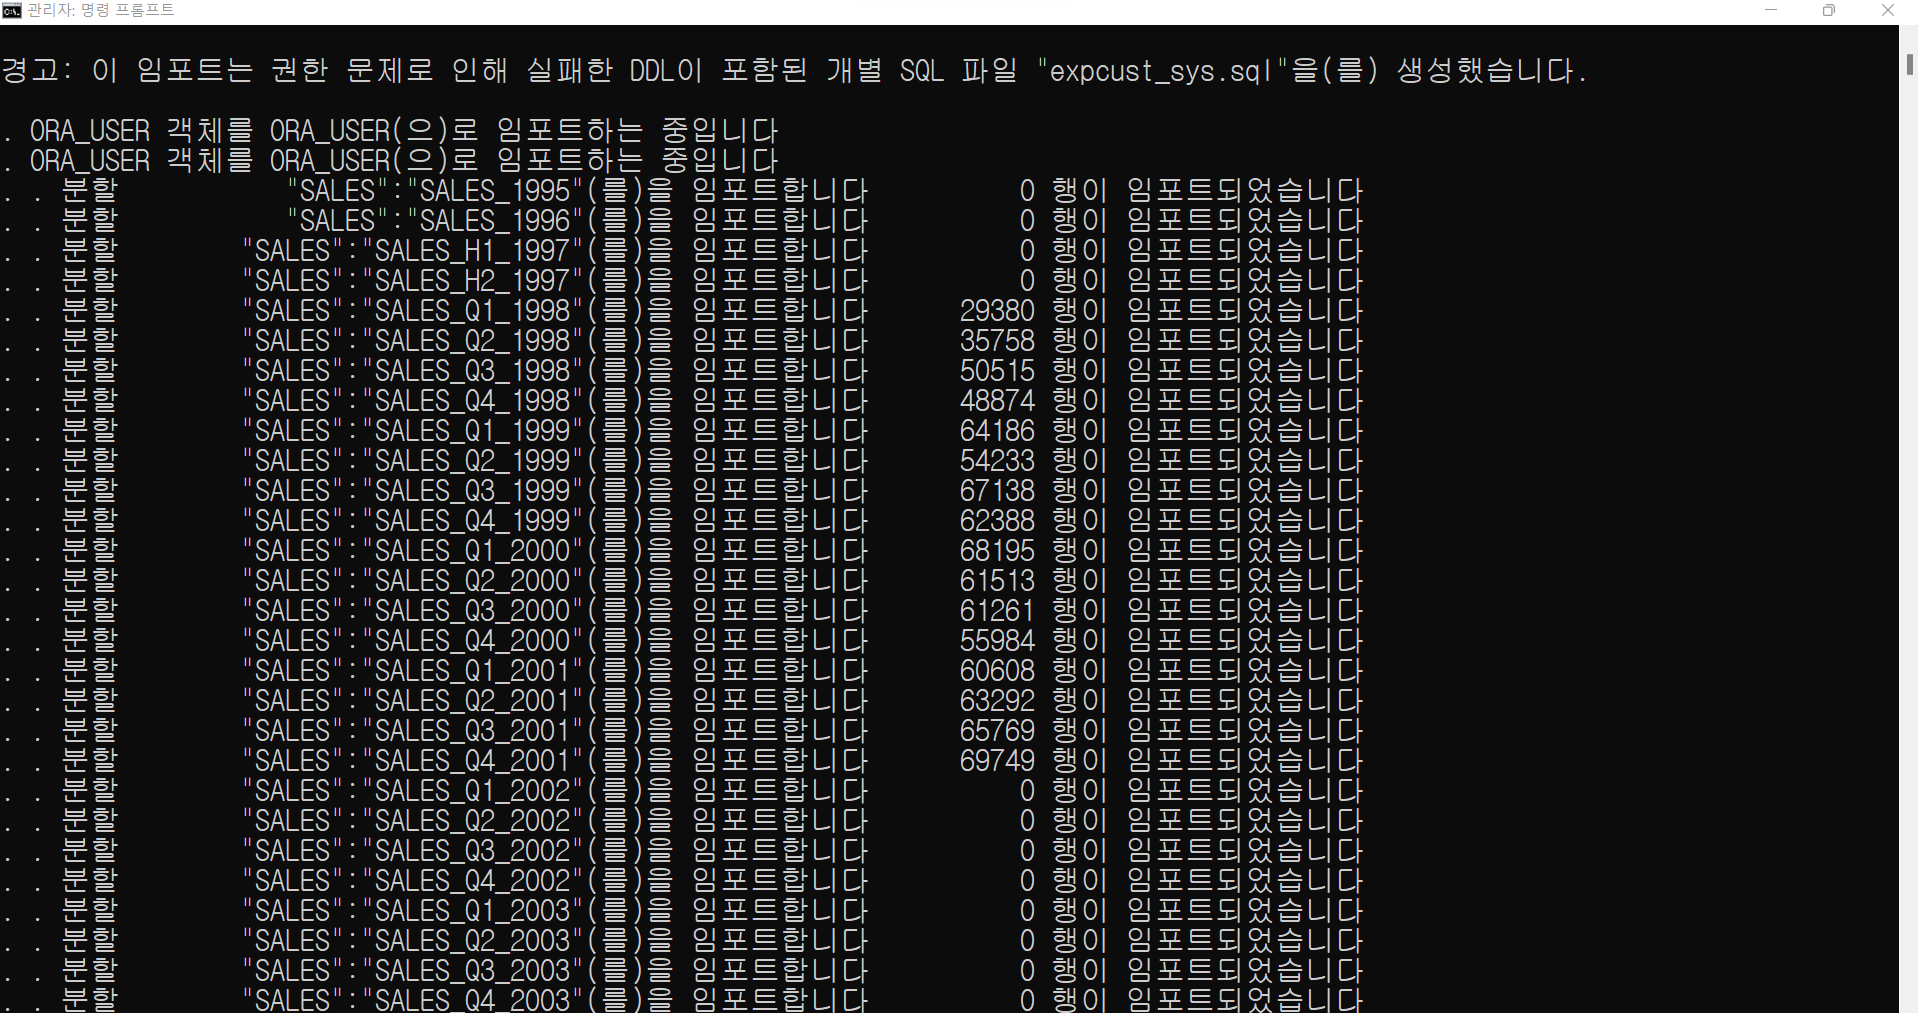 관리자: 명령 프롬프트
경고: 이 임포트는 권한 문제로 인해 실패한 DDL이 포함된 개별 SQL 파일 "expcust_sys.sql"을(를) 생성했습니다.
. ORA_USER 객체를 ORA_USER(으)로 임포트하는 중입니다
. ORA_USER 객체를 ORA_USER(으)로 임포트하는 중입니다
. . 분할 "SALES":"SALES_1995"(를)을 임포트합니다 0 행이 임포트되었습니다
. . 분할 "SALES":"SALES_1996"(를)을 임포트합니다 0 행이 임포트되었습니다
. . 분할 "SALES":"SALES_H1_1997"(를)을 임포트합니다 0 행이 임포트되었습니다
. . 분할 "SALES":"SALES_H2_1997"(를)을 임포트합니다 0 행이 임포트되었습니다
. . 분할 "SALES":"SALES_Q1_1998"(를)을 임포트합니다 29380 행이 임포트되었습니다
. . 분할 "SALES":"SALES_Q2_1998"(를)을 임포트합니다 35758 행이 임포트되었습니다
. . 분할 "SALES":"SALES_Q3_1998"(를)을 임포트합니다 50515 행이 임포트되었습니다
. . 분할 "SALES":"SALES_Q4_1998"(를)을 임포트합니다 48874 행이 임포트되었습니다
. . 분할 "SALES":"SALES_Q1_1999"(를)을 임포트합니다 64186 행이 임포트되었습니다
. . 분할 "SALES":"SALES_Q2_1999"(를)을 임포트합니다 54233 행이 임포트되었습니다
. . 분할 "SALES":"SALES_Q3_1999"(를)을 임포트합니다 67138 행이 임포트되었습니다
. . 분할 "SALES":"SALES_Q4_1999"(를)을 임포트합니다 62388 행이 임포트되었습니다
. . 분할 "SALES":"SALES_Q1_2000"(를)을 임포트합니다 68195 행이 임포트되었습니다
. . 분할 "SALES":"SALES_Q2_2000"(를)을 임포트합니다 61513 행이 임포트되었습니다
. . 분할 "SALES":"SALES_Q3_2000"(를)을 임포트합니다 61261 행이 임포트되었습니다
. . 분할 "SALES":"SALES_Q4_2000"(를)을 임포트합니다 55984 행이 임포트되었습니다
. . 분할 "SALES":"SALES_Q1_2001"(를)을 임포트합니다 60608 행이 임포트되었습니다
. . 분할 "SALES":"SALES_Q2_2001"(를)을 임포트합니다 63292 행이 임포트되었습니다
. . 분할 "SALES":"SALES_Q3_2001"(를)을 임포트합니다 65769 행이 임포트되었습니다
. . 분할 "SALES":"SALES_Q4_2001"(를)을 임포트합니다 69749 행이 임포트되었습니다
. . 분할 "SALES":"SALES_Q1_2002"(를)을 임포트합니다 0 행이 임포트되었습니다
. . 분할 "SALES":"SALES_Q2_2002"(를)을 임포트합니다 0 행이 임포트되었습니다
. . 분할 "SALES":"SALES_Q3_2002"(를)을 임포트합니다 0 행이 임포트되었습니다
. . 분할 "SALES":"SALES_Q4_2002"(를)을 임포트합니다 0 행이 임포트되었습니다
. . 분할 "SALES":"SALES_Q1_2003"(를)을 임포트합니다 0 행이 임포트되었습니다
. . 분할 "SALES":"SALES_Q2_2003"(를)을 임포트합니다 0 행이 임포트되었습니다
. . 분할 "SALES":"SALES_Q3_2003"(를)을 임포트합니다 0 행이 임포트되었습니다
. . 분할 "SALES":"SALES_Q4_2003"(를)을 임포트합니다 0 행이 임포트되었습니다